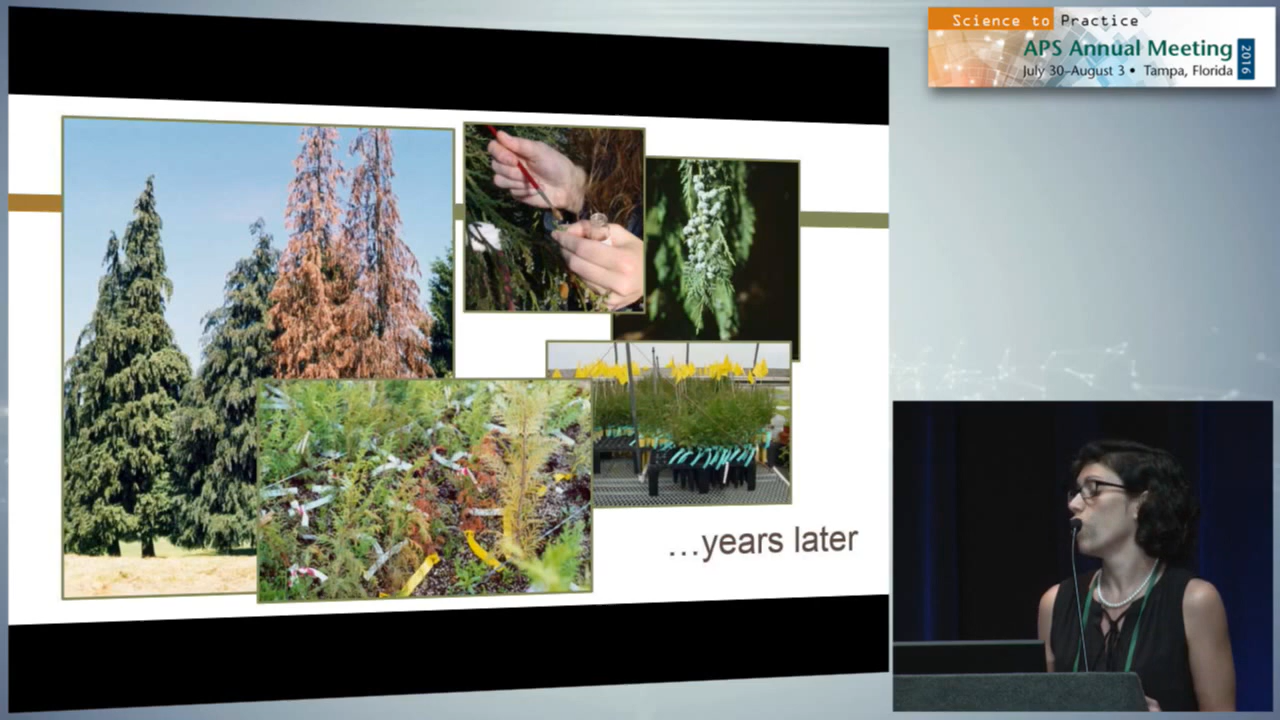 Science to Practice
APS Annual Meeting
2016
July 30-August 3 • Tampa, Florida
...years later